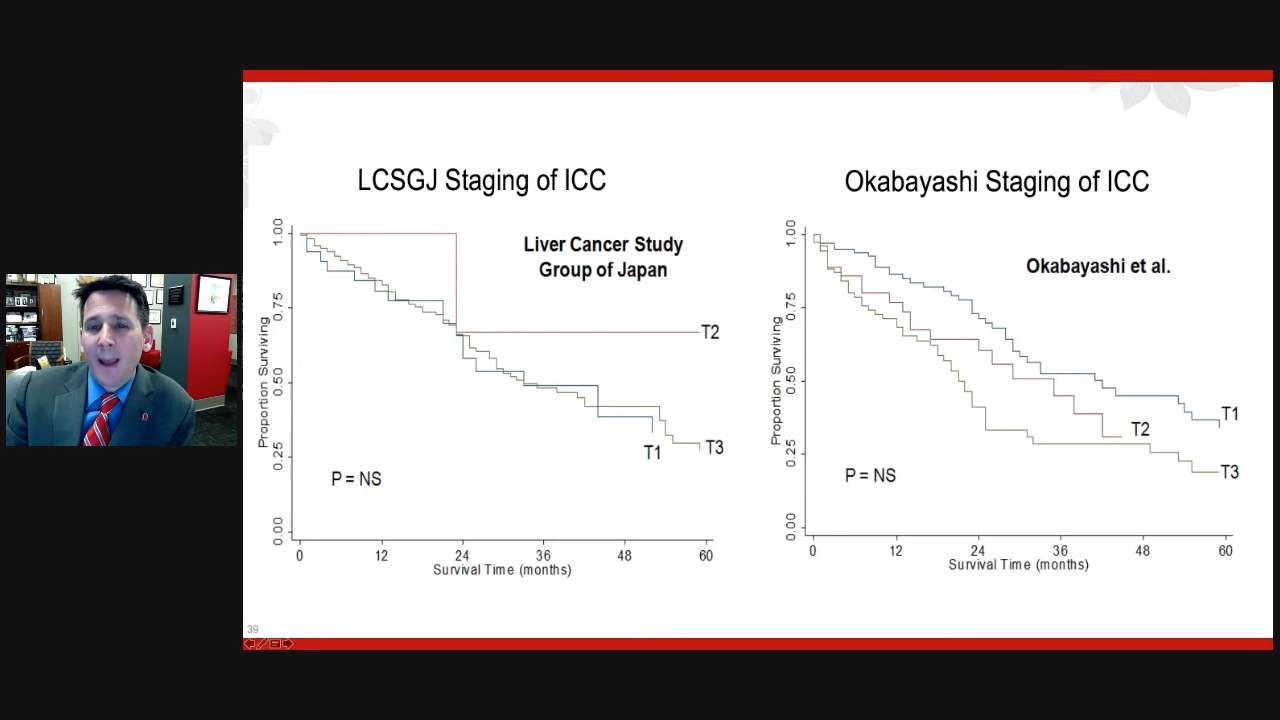 LCSGJ Staging of ICC
Liver Cancer Study
Group of Japan
Proportion Surviving
1.00
0.75
0.50
0.25
0.00
T2
T1
T3
P = NS
0 12 24 36 48 60
Survival Time (months)
Okabayashi Staging of ICC
Okabayashi et al.
Proportion Surviving
1.00
0.75
0.50
0.25
0.00
T1
T2
T3
P = NS
0 12 24 36 48 60
Survival Time (months)
39